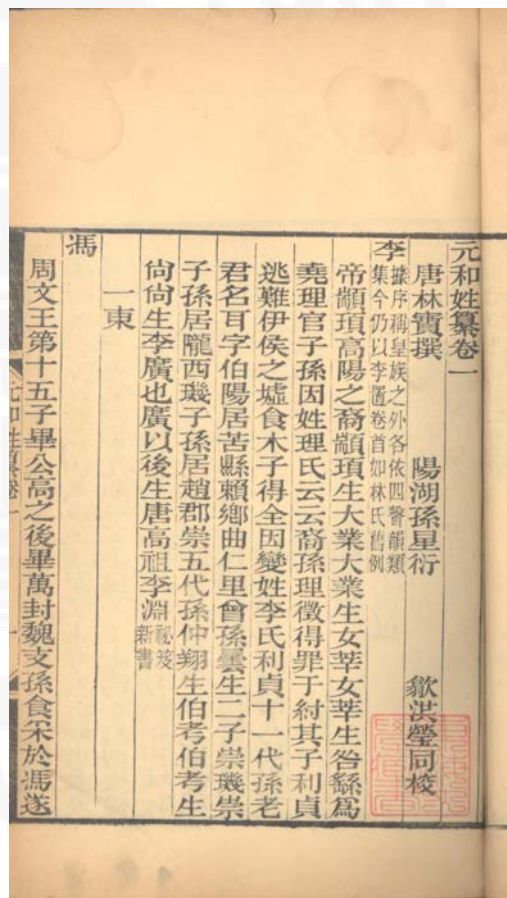 元和姓纂卷一
唐林寶撰　陽湖孫星衍　歙洪瑩同校
李　據序稱皇族之外各依四聲韻類
集今仍以李置卷首如林氏舊例
帝顓頊高陽之裔顓頊生大業大業生女莘女莘生咎繇爲
堯理官子孫因姓理氏云云裔孫理徵得罪于紂其子利貞
逃難伊侯之墟食木子得全因變姓李氏利貞十一代孫老
君名耳字伯陽居苦縣賴鄉曲仁里曾孫曇生二子崇璣崇
子孫居隴西璣子孫居趙郡崇五代孫仲翔生伯考伯考生
尚尚生李廣也廣以後生唐高祖李淵　祕笈
新書
一東
馮
周文王第十五子畢公高之後畢萬封魏支孫食采於馮遂
元和姓纂卷一